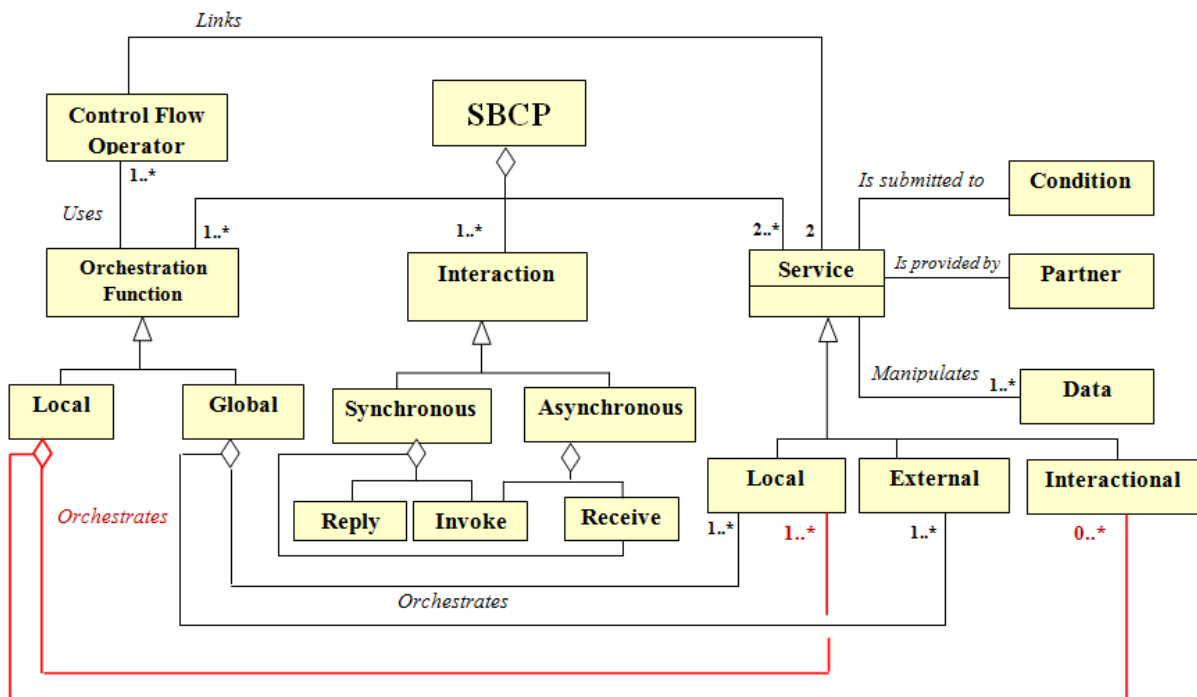 Links
SBCP
Control Flow
Operator
1..*
Is submitted to
Condition
Uses
1..*
1..*
2..*
2
Orchestration
Function
Interaction
Service
Is provided by
Partner
Manipulates
1..*
Data
Local
Global
Synchronous
Asynchronous
Local
External
Interactional
Orchestrates
Reply
Invoke
Receive
1..*
1..*
1..*
0..*
Orchestrates